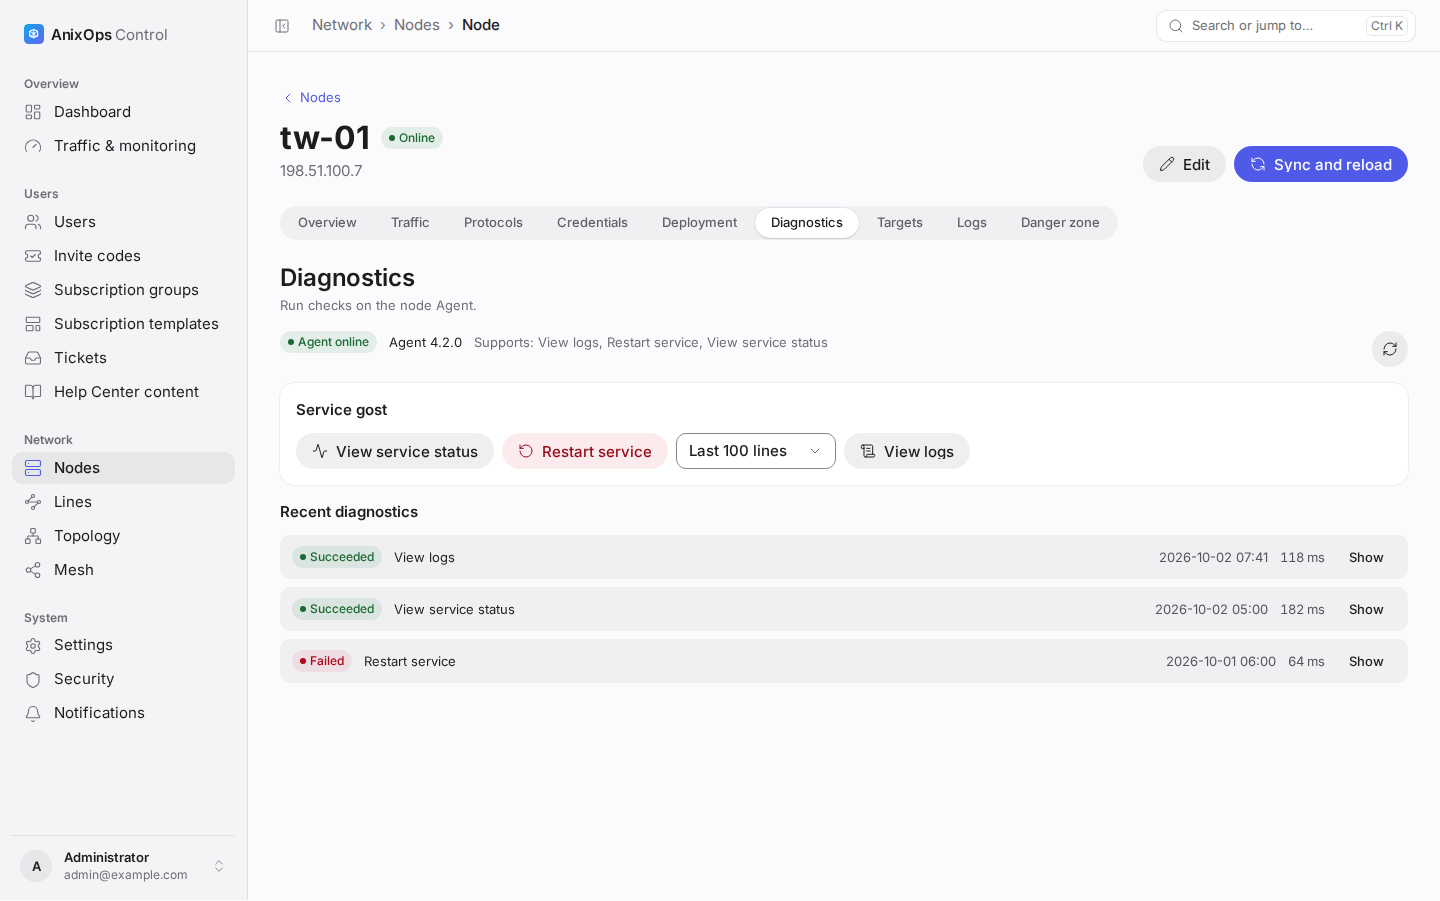 AnixOps Control
Network › Nodes › Node
Search or jump to...
Ctrl K
Overview
Dashboard
Traffic & monitoring
Users
Users
Invite codes
Subscription groups
Subscription templates
Tickets
Help Center content
Network
Nodes
Lines
Topology
Mesh
System
Settings
Security
Notifications
A
Administrator
admin@example.com
Nodes
tw-01
Online
198.51.100.7
Edit
Sync and reload
Overview
Traffic
Protocols
Credentials
Deployment
Diagnostics
Targets
Logs
Danger zone
Diagnostics
Run checks on the node Agent.
Agent online
Agent 4.2.0
Supports: View logs, Restart service, View service status
Service gost
View service status
Restart service
Last 100 lines
View logs
Recent diagnostics
Succeeded View logs 2026-10-02 07:41 118 ms Show
Succeeded View service status 2026-10-02 05:00 182 ms Show
Failed Restart service 2026-10-01 06:00 64 ms Show